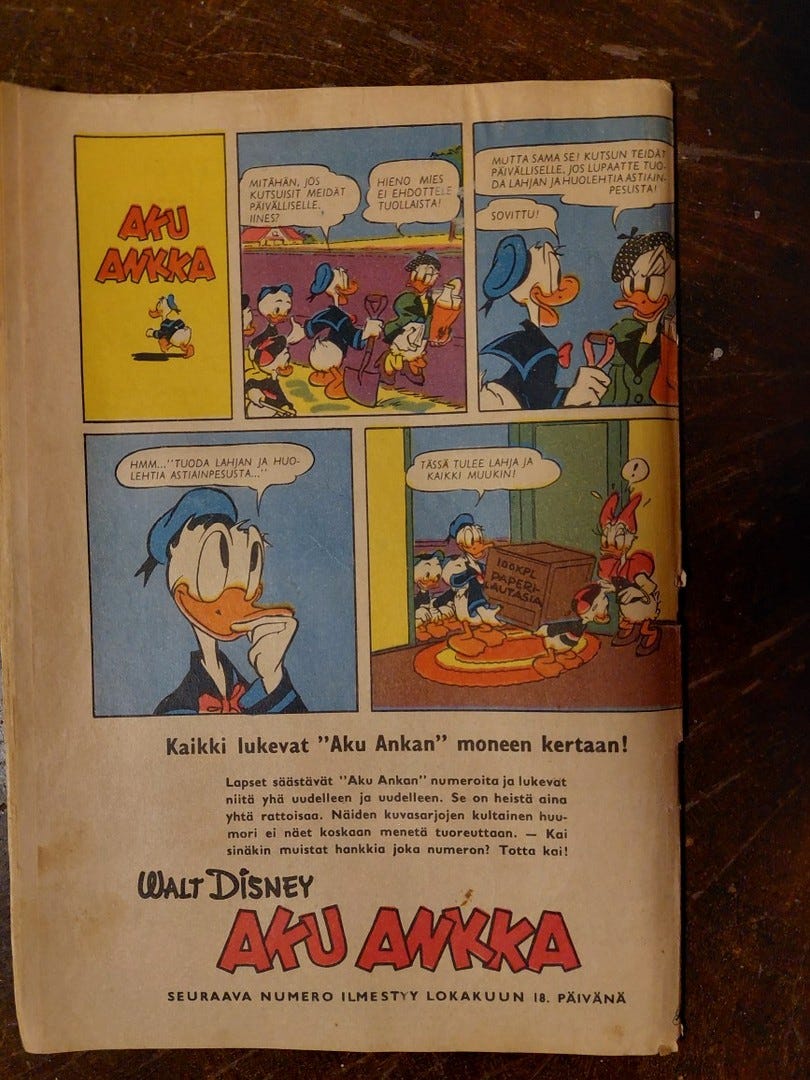 AKU
ANKKA
MITÄHÄN, JOS
KUTSUISIT MEIDÄT
PÄIVÄLLISELLE,
IINES?
HIENO MIES
EI EHDOTTELE
TUOLLAISTA!
MUTTA SAMA SE! KUTSUN TEIDÄT
PÄIVÄLLISELLE, JOS LUPAATTE TUO-
DA LAHJAN JA HUOLEHTIA ASTIAIN-
PESUSTA!
SOVITTU!
HMM..."TUODA LAHJAN JA HUO-
LEHTIA ASTIAINPESUSTA..."
TÄSSÄ TULEE LAHJA JA
KAIKKI MUUKIN!
!
100KPL
PAPERI-
LAUTASIA
Kaikki lukevat "Aku Ankan" moneen kertaan!
Lapset säästävät "Aku Ankan" numeroita ja lukevat
niitä yhä uudelleen ja uudelleen. Se on heistä aina
yhtä rattoisaa. Näiden kuvasarjojen kultainen huu-
mori ei näet koskaan menetä tuoreuttaan. — Kai
sinäkin muistat hankkia joka numeron? Totta kai!
WALT DISNEY
AKU ANKKA
SEURAAVA NUMERO ILMESTYY LOKAKUUN 18. PÄIVÄNÄ